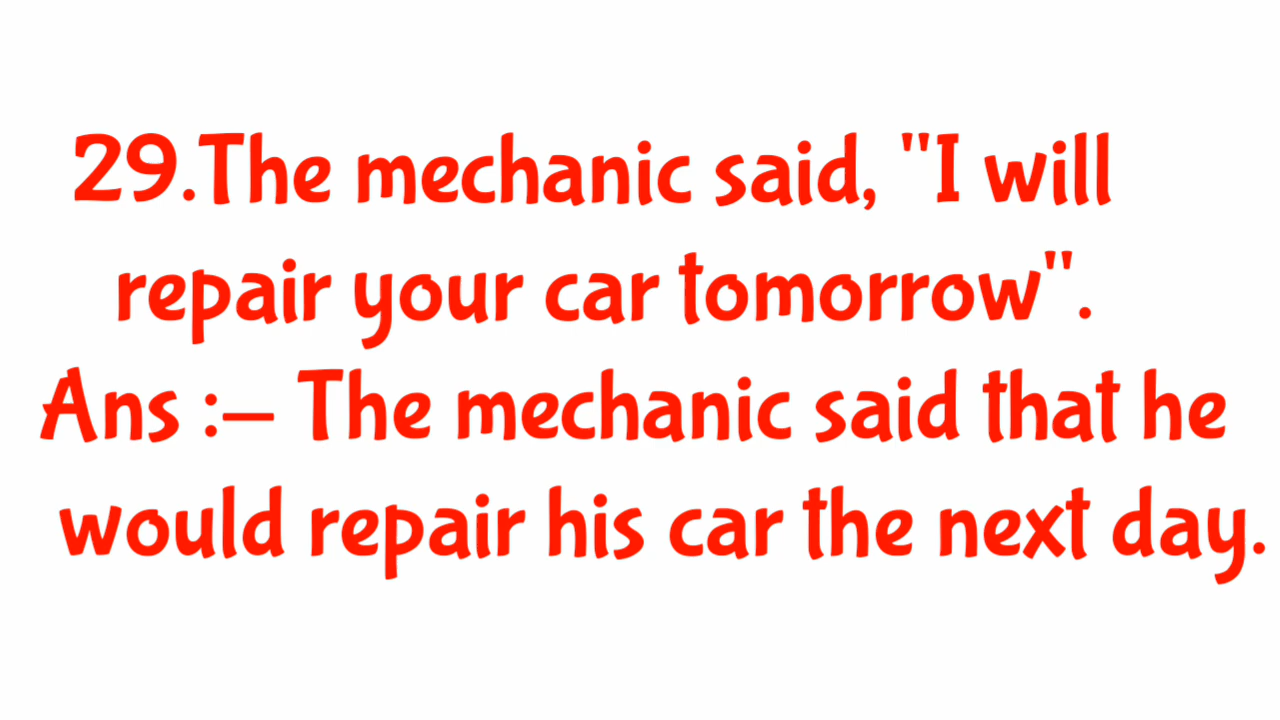 29.The mechanic said, "I will
repair your car tomorrow".
Ans :– The mechanic said that he
would repair his car the next day.